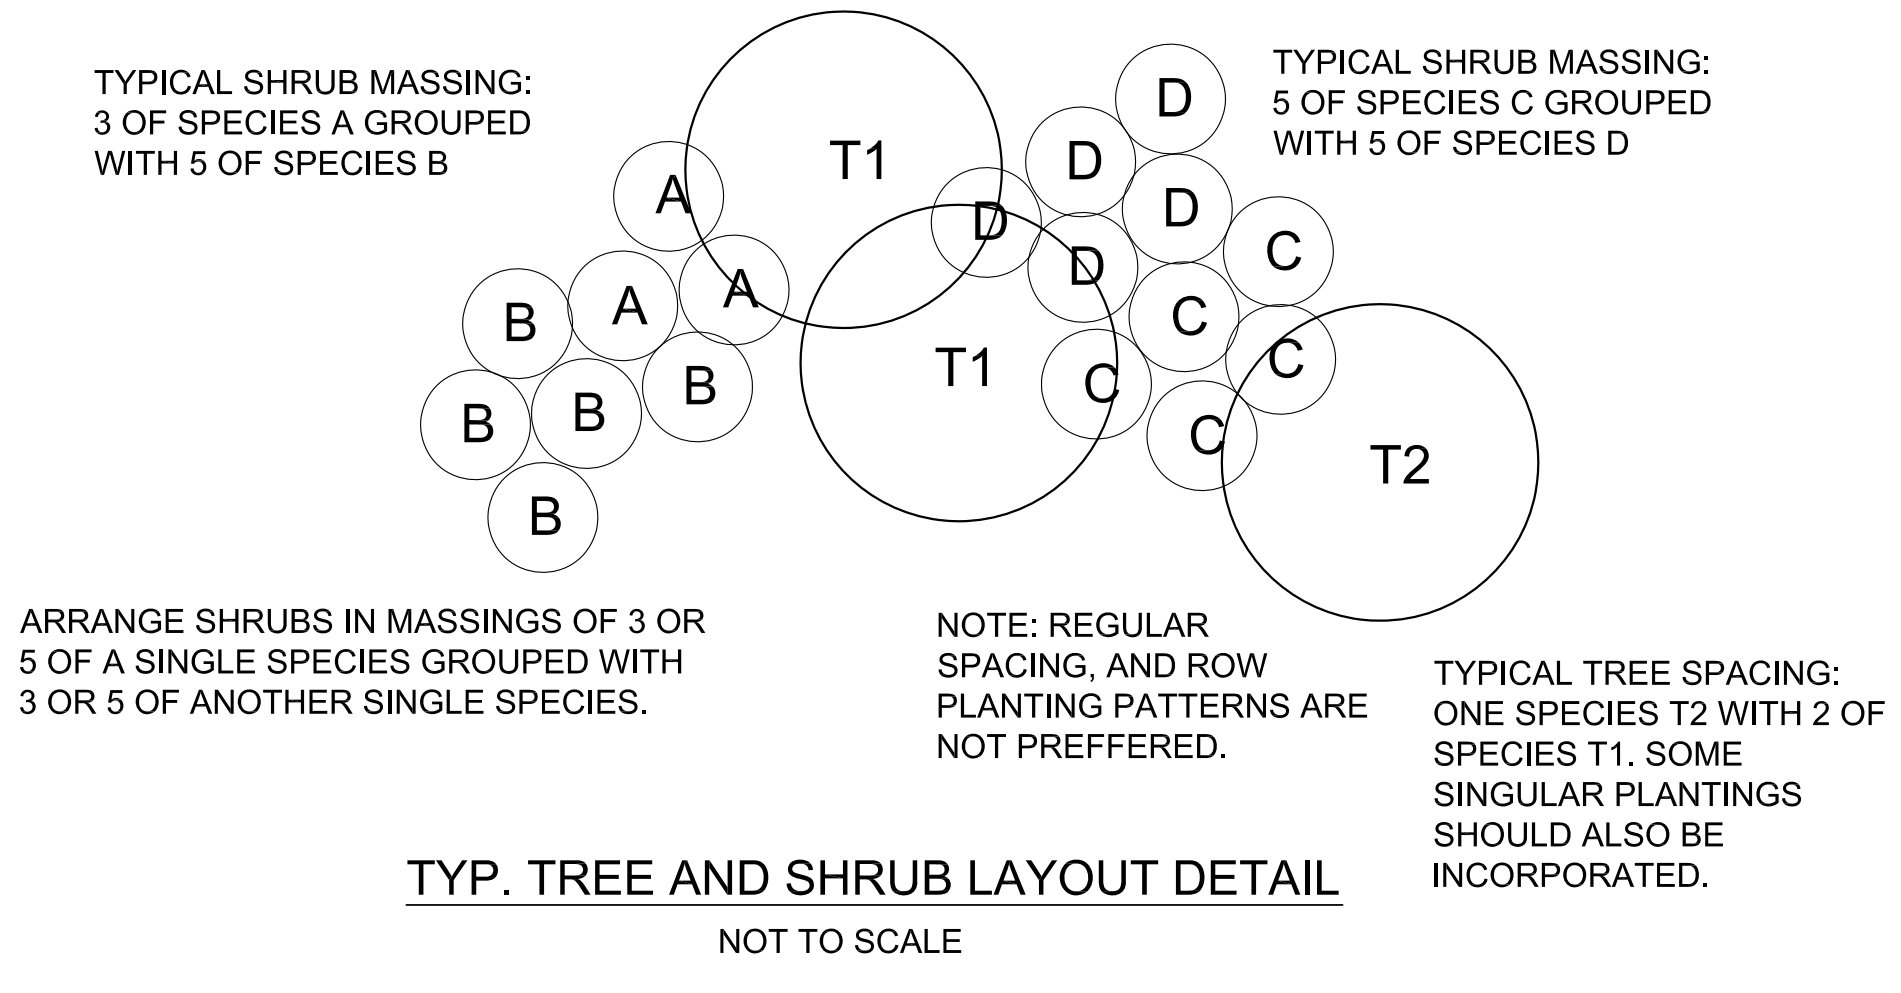 TYPICAL SHRUB MASSING:
3 OF SPECIES A GROUPED
WITH 5 OF SPECIES B
TYPICAL SHRUB MASSING:
5 OF SPECIES C GROUPED
WITH 5 OF SPECIES D
T1
T1
T2
A
A
A
B
B
B
B
B
D
D
D
D
D
C
C
C
C
C
ARRANGE SHRUBS IN MASSINGS OF 3 OR
5 OF A SINGLE SPECIES GROUPED WITH
3 OR 5 OF ANOTHER SINGLE SPECIES.
NOTE: REGULAR
SPACING, AND ROW
PLANTING PATTERNS ARE
NOT PREFFERED.
TYPICAL TREE SPACING:
ONE SPECIES T2 WITH 2 OF
SPECIES T1. SOME
SINGULAR PLANTINGS
SHOULD ALSO BE
INCORPORATED.
TYP. TREE AND SHRUB LAYOUT DETAIL
NOT TO SCALE